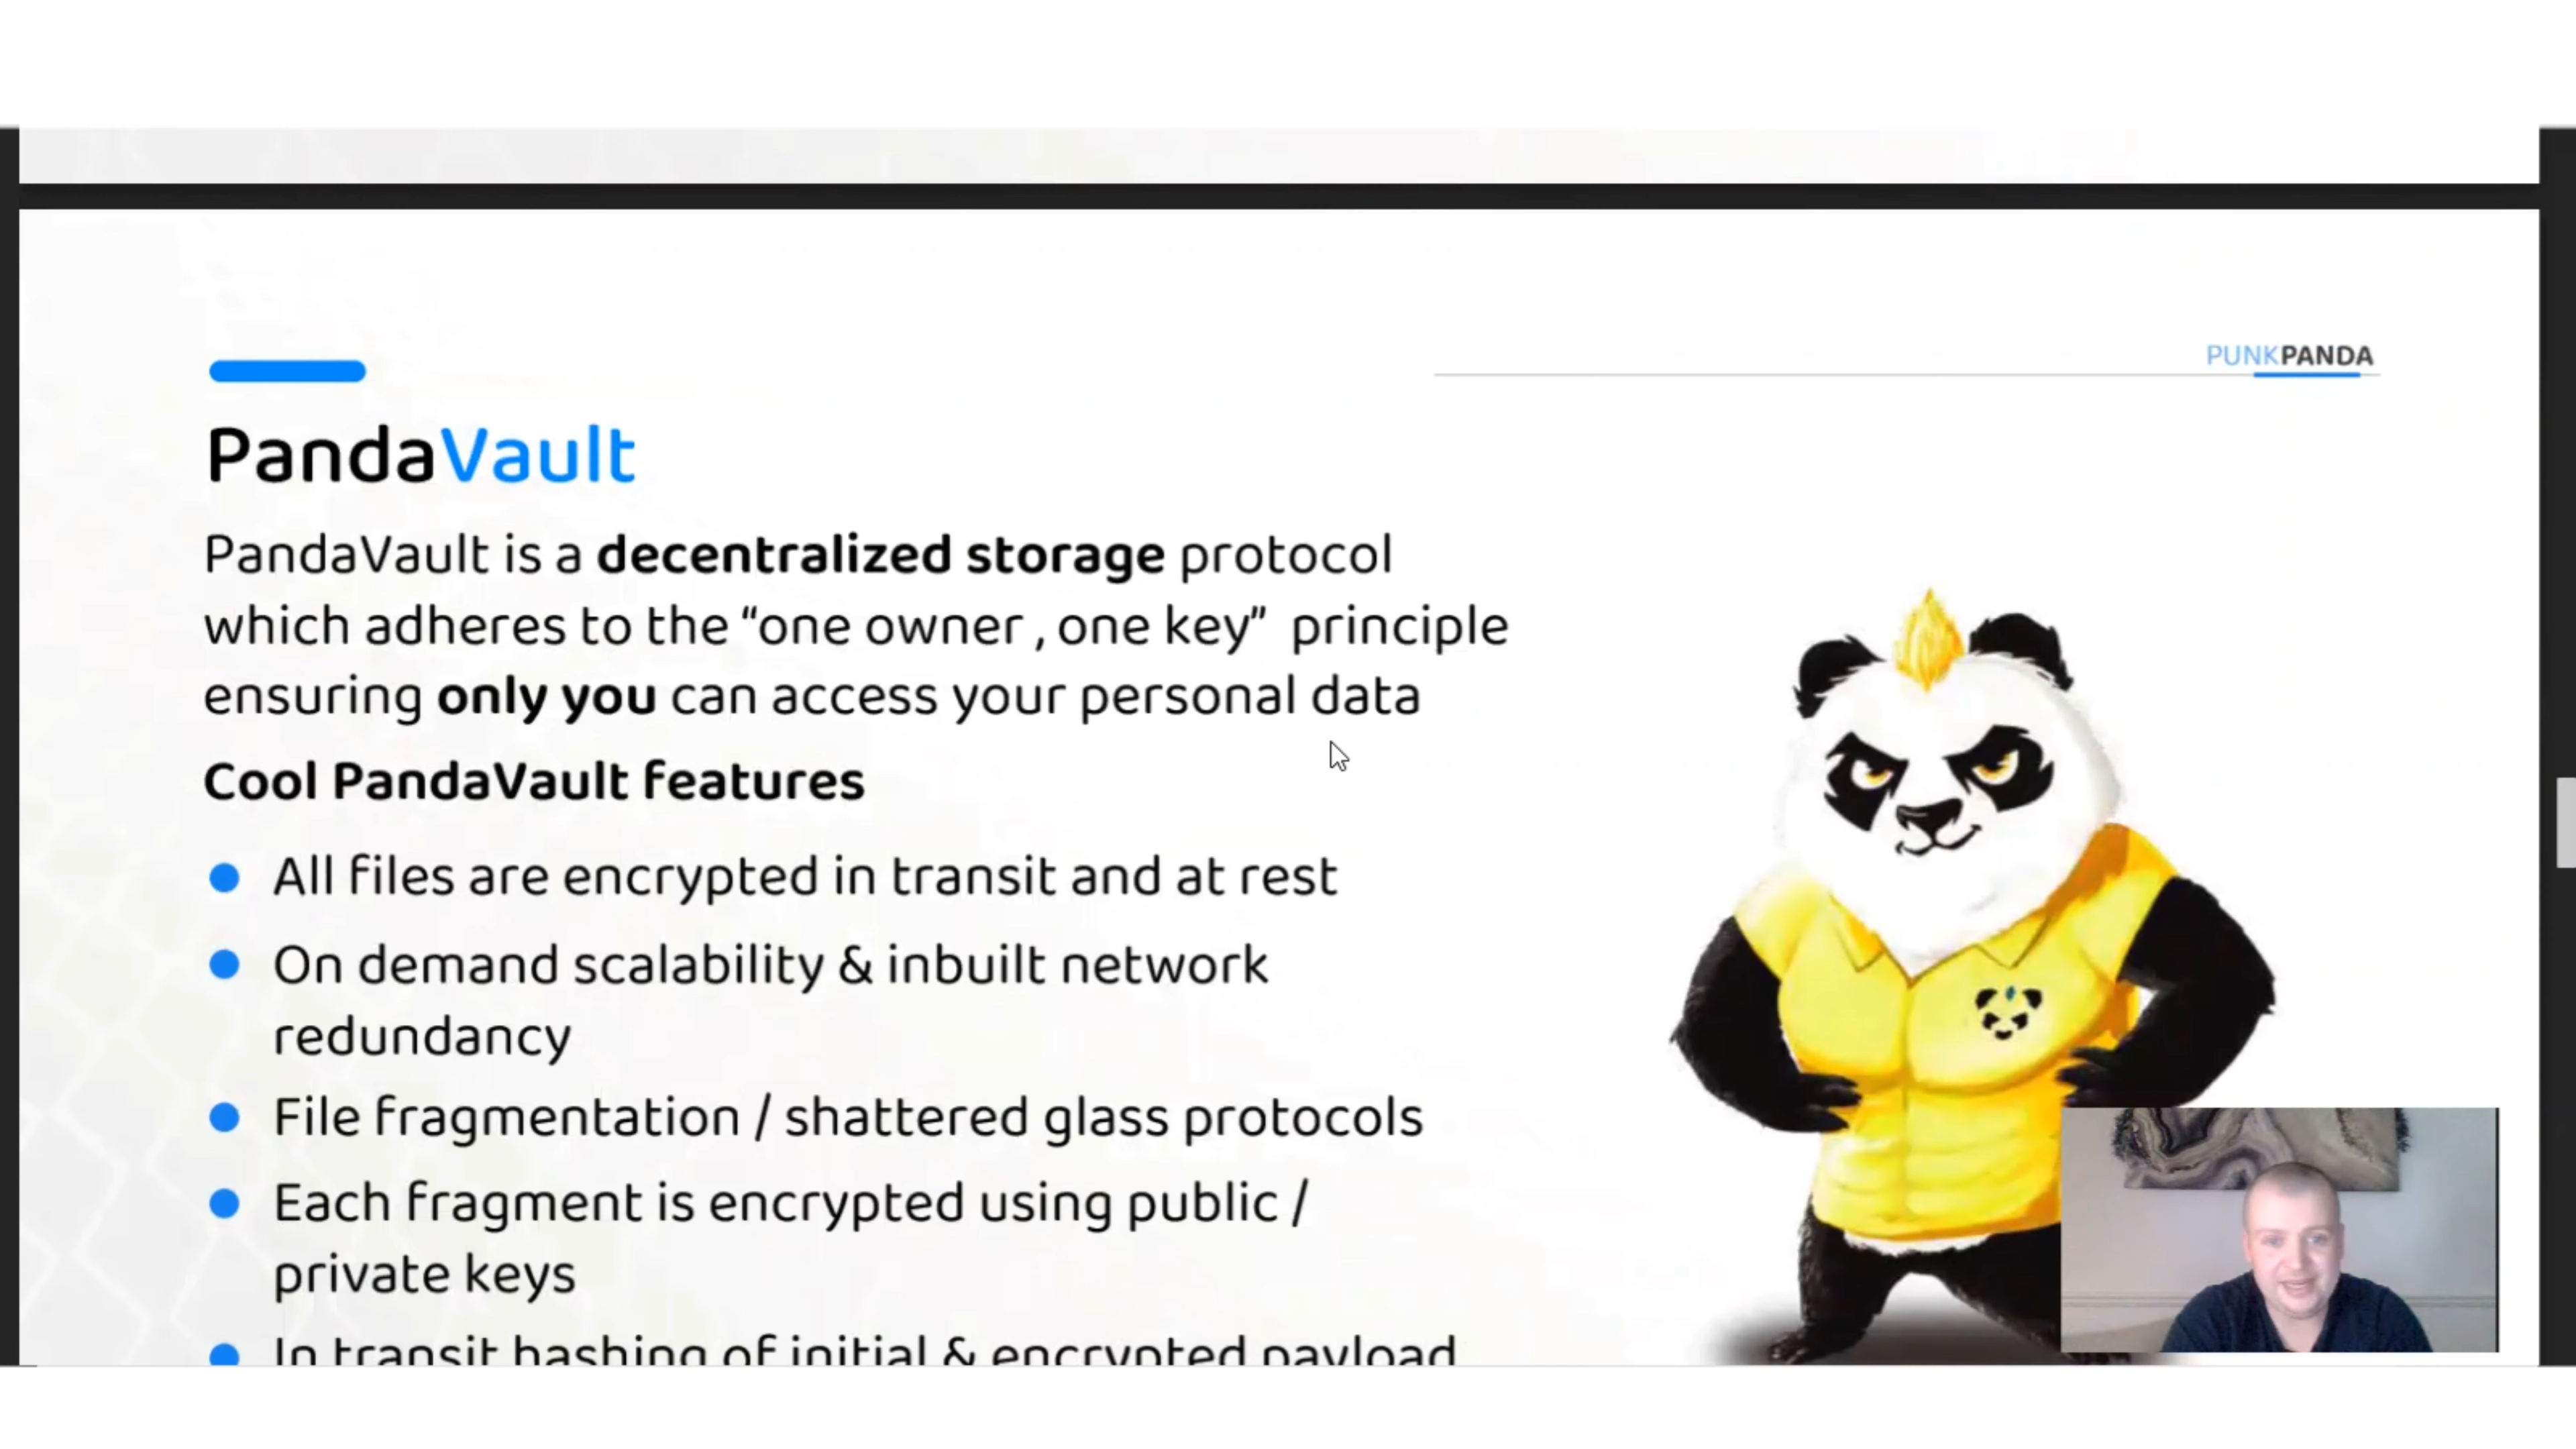 PUNKPANDA
PandaVault
PandaVault is a decentralized storage protocol
which adheres to the “one owner , one key” principle
ensuring only you can access your personal data
Cool PandaVault features
All files are encrypted in transit and at rest
On demand scalability & inbuilt network
redundancy
File fragmentation / shattered glass protocols
Each fragment is encrypted using public /
private keys
In transit hashing of initial & encrypted payload